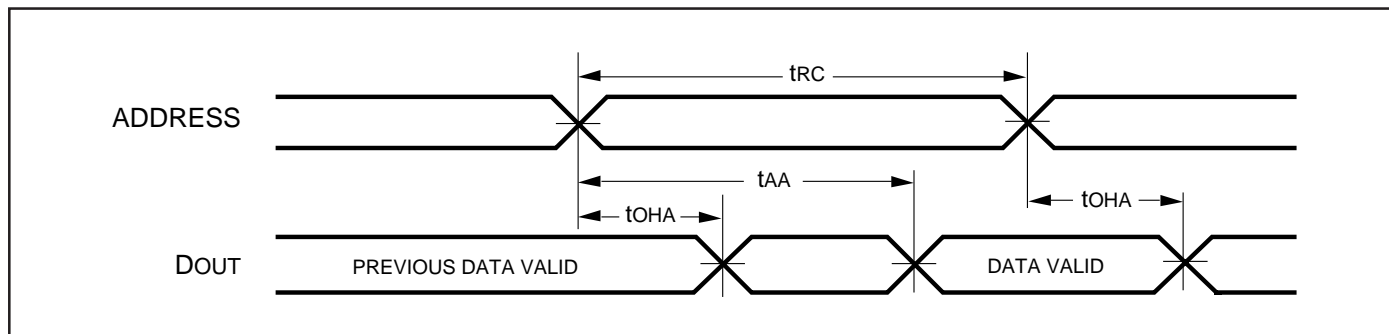 tRC
ADDRESS
tAA
tOHA
tOHA
DOUT
PREVIOUS DATA VALID
DATA VALID